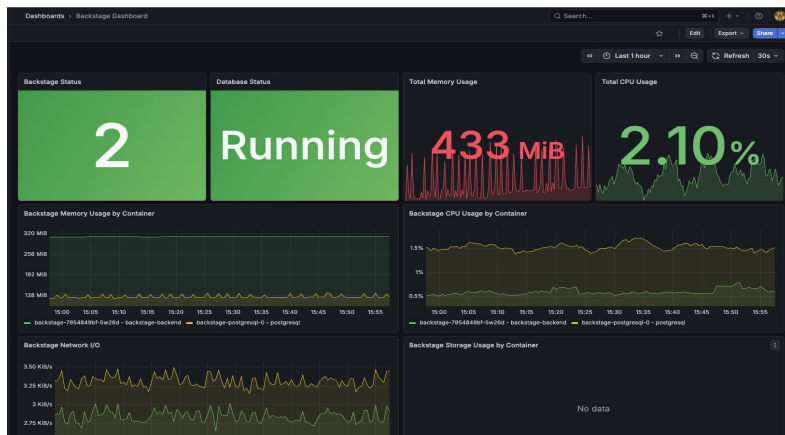 Dashboards › Backstage Dashboard
Search... ⌘+k
Edit Export Share
Last 1 hour Refresh 30s
Backstage Status
2
Database Status
Running
Total Memory Usage
433 MiB
Total CPU Usage
2.10%
Backstage Memory Usage by Container
320 MiB
256 MiB
192 MiB
128 MiB
15:00 15:05 15:10 15:15 15:20 15:25 15:30 15:35 15:40 15:45 15:50 15:55
backstage-7954849bf-5w26d - backstage-backend backstage-postgresql-0 - postgresql
Backstage CPU Usage by Container
1.5%
1%
0.5%
15:00 15:05 15:10 15:15 15:20 15:25 15:30 15:35 15:40 15:45 15:50 15:55
backstage-7954849bf-5w26d - backstage-backend backstage-postgresql-0 - postgresql
Backstage Network I/O
3.50 KiB/s
3.25 KiB/s
3 KiB/s
2.75 KiB/s
Backstage Storage Usage by Container
No data